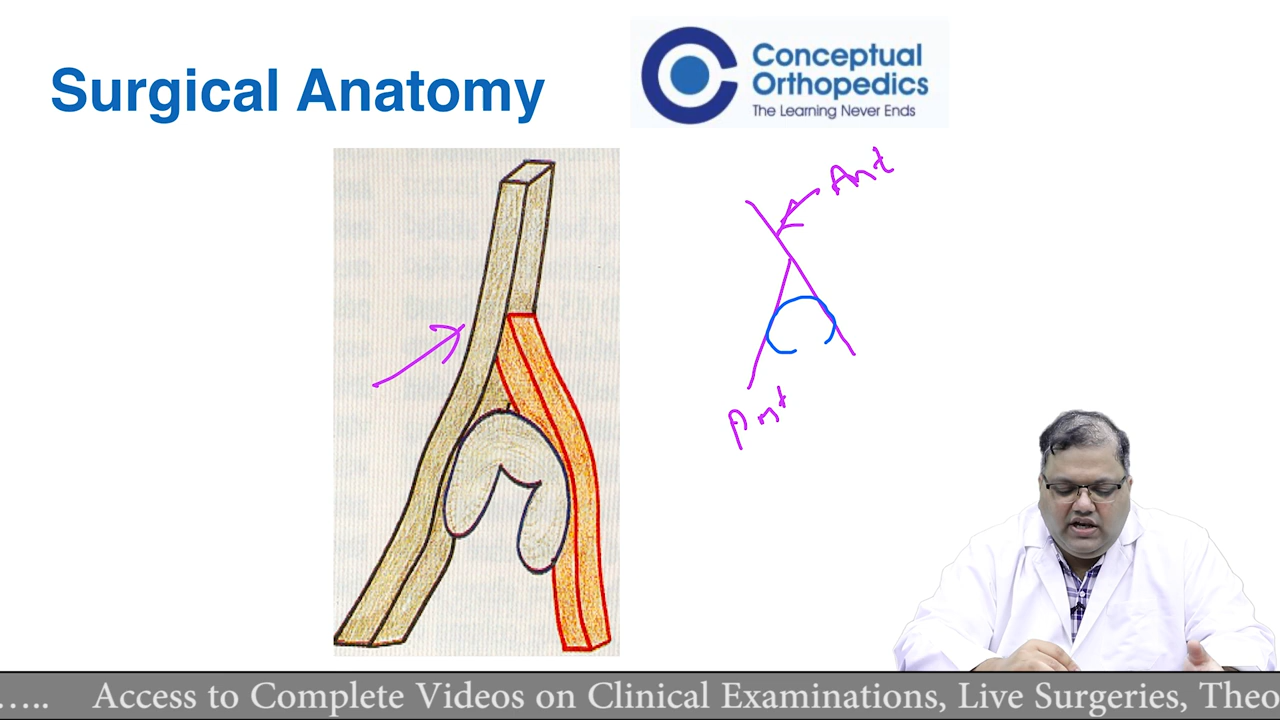 Surgical Anatomy
Conceptual
Orthopedics
The Learning Never Ends
Ant
Post
….. Access to Complete Videos on Clinical Examinations, Live Surgeries, Theo